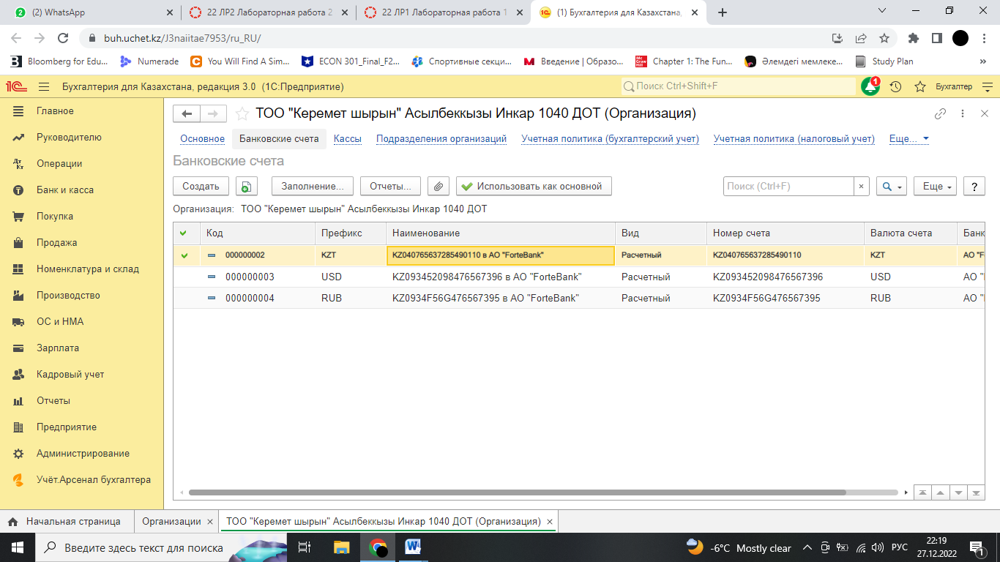 (2) WhatsApp
22 ЛР2 Лабораторная работа 2
22 ЛР1 Лабораторная работа 1
(1) Бухгалтерия для Казахстана,
buh.uchet.kz/J3naiitae7953/ru_RU/
Bloomberg for Edu...
Numerade
You Will Find A Sim...
ECON 301_Final_F2...
Спортивные секци...
Введение | Образо...
Chapter 1: The Fun...
Әлемдегі мемлеке...
Study Plan
Бухгалтерия для Казахстана, редакция 3.0 (1С:Предприятие)
Поиск Ctrl+Shift+F
1
Бухгалтер
Главное
Руководителю
Операции
Банк и касса
Покупка
Продажа
Номенклатура и склад
Производство
ОС и НМА
Зарплата
Кадровый учет
Отчеты
Предприятие
Администрирование
Учёт.Арсенал бухгалтера
ТОО "Керемет шырын" Асылбеккызы Инкар 1040 ДОТ (Организация)
Основное Банковские счета Кассы Подразделения организаций Учетная политика (бухгалтерский учет) Учетная политика (налоговый учет) Еще...
Банковские счета
Создать Заполнение... Отчеты... Использовать как основной Поиск (Ctrl+F) × Еще ?
Организация: ТОО "Керемет шырын" Асылбеккызы Инкар 1040 ДОТ
Код Префикс Наименование Вид Номер счета Валюта счета Банк
000000002 KZT KZ040765637285490110 в АО "ForteBank" Расчетный KZ040765637285490110 KZT АО "F
000000003 USD KZ093452098476567396 в АО "ForteBank" Расчетный KZ093452098476567396 USD АО "
000000004 RUB KZ0934F56G476567395 в АО "ForteBank" Расчетный KZ0934F56G476567395 RUB АО "
Начальная страница
Организации ×
ТОО "Керемет шырын" Асылбеккызы Инкар 1040 ДОТ (Организация) ×
Введите здесь текст для поиска
-6°C Mostly clear
РУС
22:19
27.12.2022
1